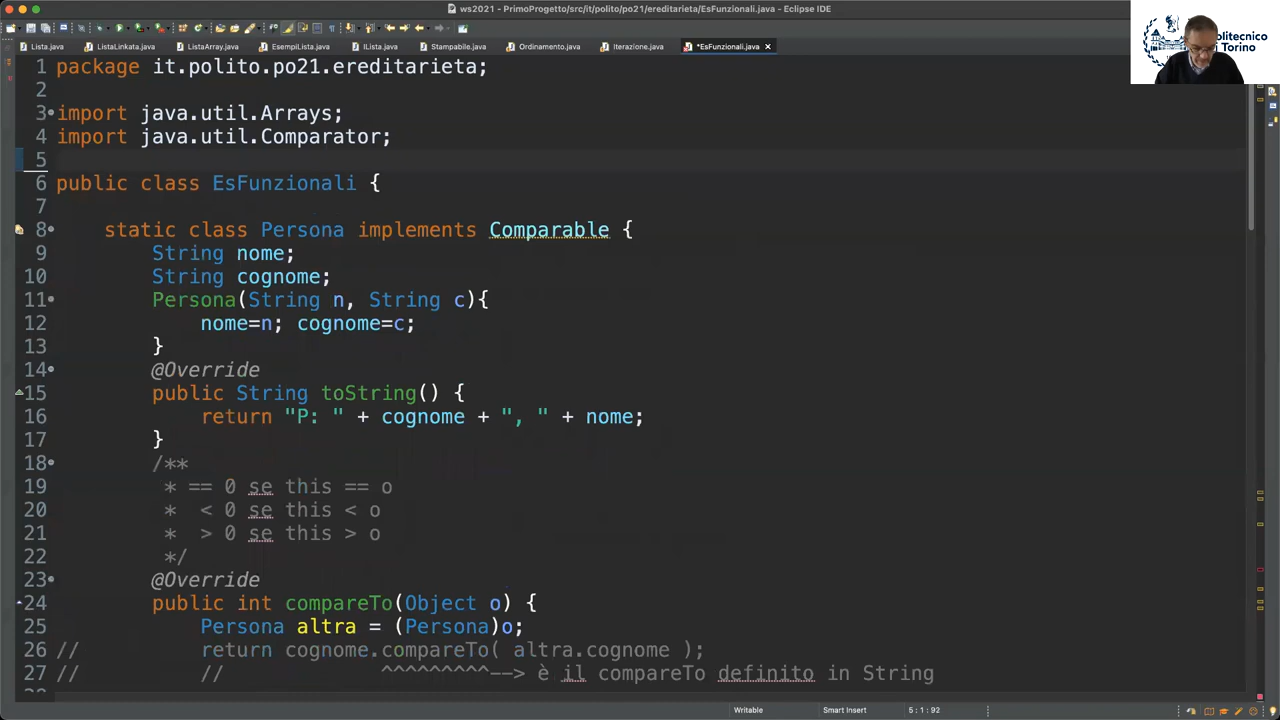 ws2021 - PrimoProgetto/src/it/polito/po21/ereditarieta/EsFunzionali.java - Eclipse IDE
Lista.java ListaLinkata.java ListaArray.java EsempiLista.java IListа.java Stampabile.java Ordinamento.java Iterazione.java *EsFunzionali.java
Politecnico
di Torino
1 package it.polito.po21.ereditarieta;
2
3 import java.util.Arrays;
4 import java.util.Comparator;
5
6 public class EsFunzionali {
7
8 static class Persona implements Comparable {
9 String nome;
10 String cognome;
11 Persona(String n, String c){
12 nome=n; cognome=c;
13 }
14 @Override
15 public String toString() {
16 return "P: " + cognome + ", " + nome;
17 }
18 /**
19 * == 0 se this == o
20 * < 0 se this < o
21 * > 0 se this > o
22 */
23 @Override
24 public int compareTo(Object o) {
25 Persona altra = (Persona)o;
26 // return cognome.compareTo( altra.cognome );
27 // // ^^^^^^^^^--> è il compareTo definito in String
Writable Smart Insert 5 : 1 : 92